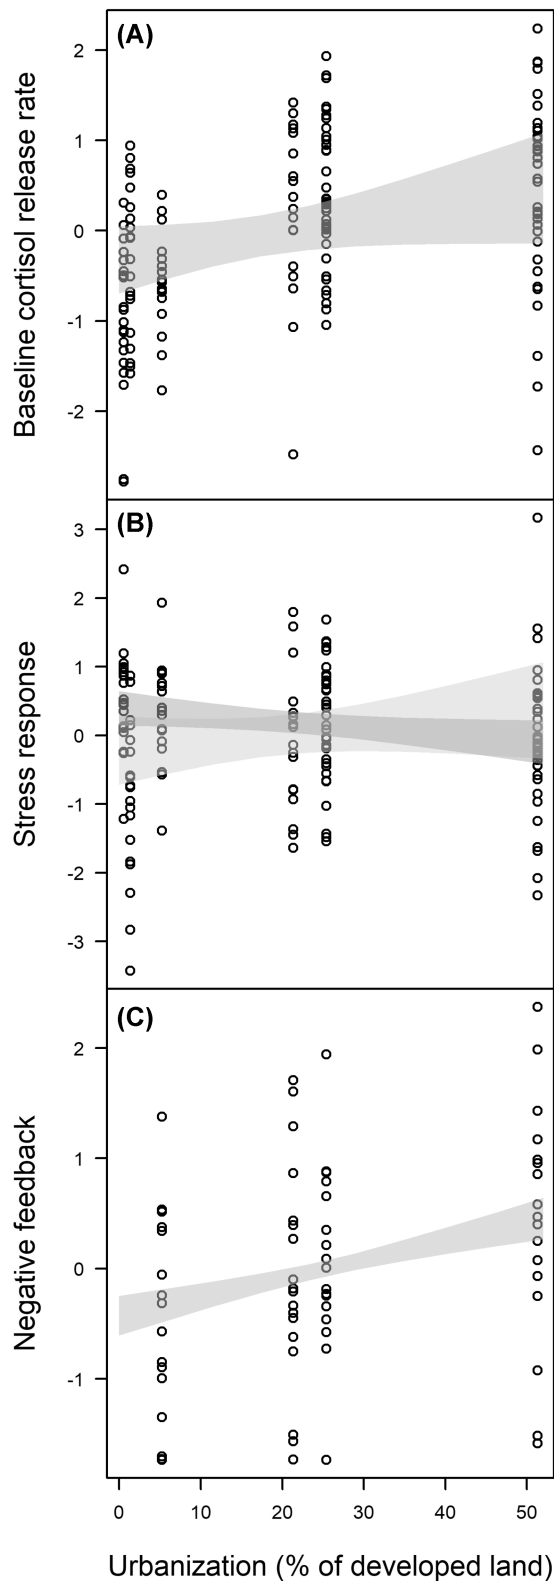 (A)
Baseline cortisol release rate
2
1
0
-1
-2
(B)
Stress response
3
2
1
0
-1
-2
-3
(C)
Negative feedback
2
1
0
-1
0 10 20 30 40 50
Urbanization (% of developed land)